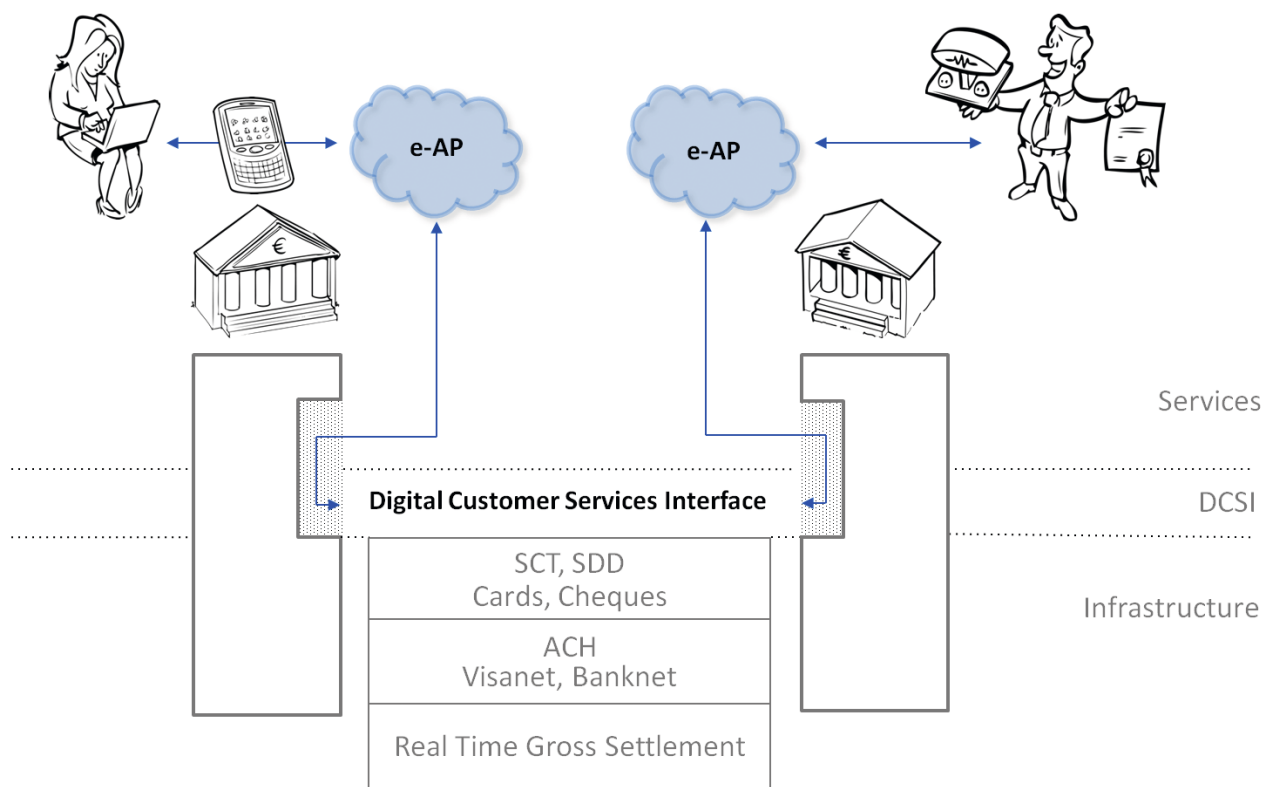 e-AP
e-AP
€
€
Services
Digital Customer Services Interface
DCSI
SCT, SDD
Cards, Cheques
Infrastructure
ACH
Visanet, Banknet
Real Time Gross Settlement